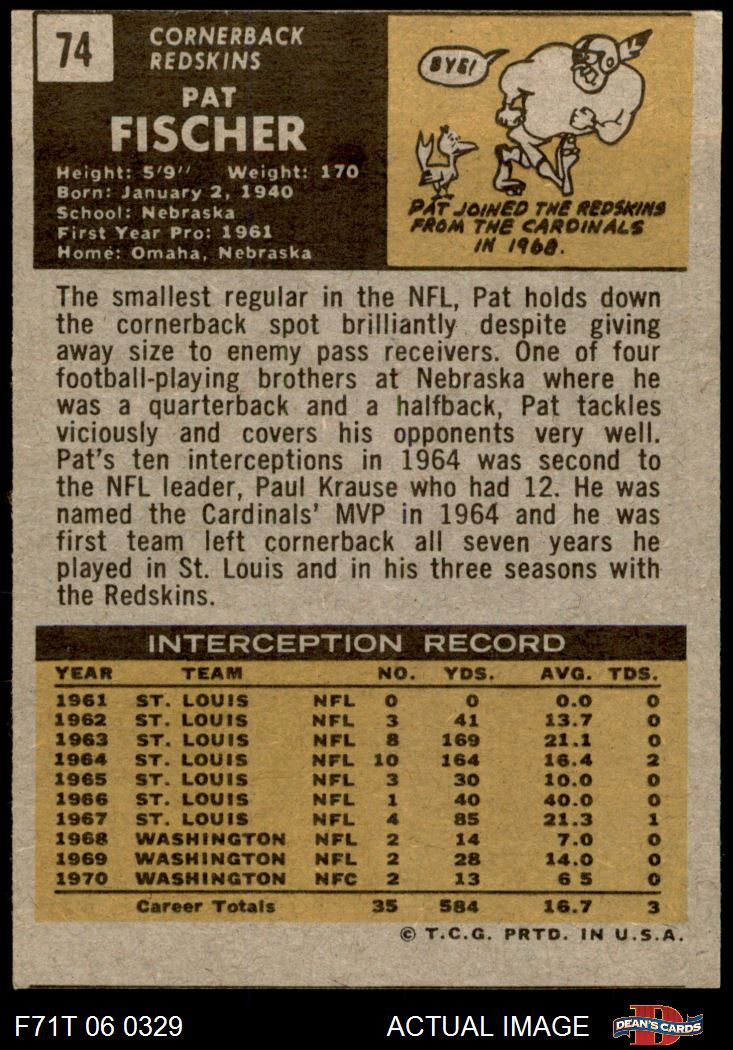 74
CORNERBACK
REDSKINS
PAT
FISCHER
Height: 5'9" Weight: 170
Born: January 2, 1940
School: Nebraska
First Year Pro: 1961
Home: Omaha, Nebraska
BYE!
PAT JOINED THE REDSKINS
FROM THE CARDINALS
IN 1968.
The smallest regular in the NFL, Pat holds down
the cornerback spot brilliantly despite giving
away size to enemy pass receivers. One of four
football-playing brothers at Nebraska where he
was a quarterback and a halfback, Pat tackles
viciously and covers his opponents very well.
Pat's ten interceptions in 1964 was second to
the NFL leader, Paul Krause who had 12. He was
named the Cardinals' MVP in 1964 and he was
first team left cornerback all seven years he
played in St. Louis and in his three seasons with
the Redskins.
INTERCEPTION RECORD
YEAR TEAM NO. YDS. AVG. TDS.
1961 ST. LOUIS NFL 0 0 0.0 0
1962 ST. LOUIS NFL 3 41 13.7 0
1963 ST. LOUIS NFL 8 169 21.1 0
1964 ST. LOUIS NFL 10 164 16.4 2
1965 ST. LOUIS NFL 3 30 10.0 0
1966 ST. LOUIS NFL 1 40 40.0 0
1967 ST. LOUIS NFL 4 85 21.3 1
1968 WASHINGTON NFL 2 14 7.0 0
1969 WASHINGTON NFL 2 28 14.0 0
1970 WASHINGTON NFC 2 13 6 5 0
Career Totals 35 584 16.7 3
© T.C.G. PRTD. IN U.S.A.
F71T 06 0329 ACTUAL IMAGE D DEAN'S CARDS